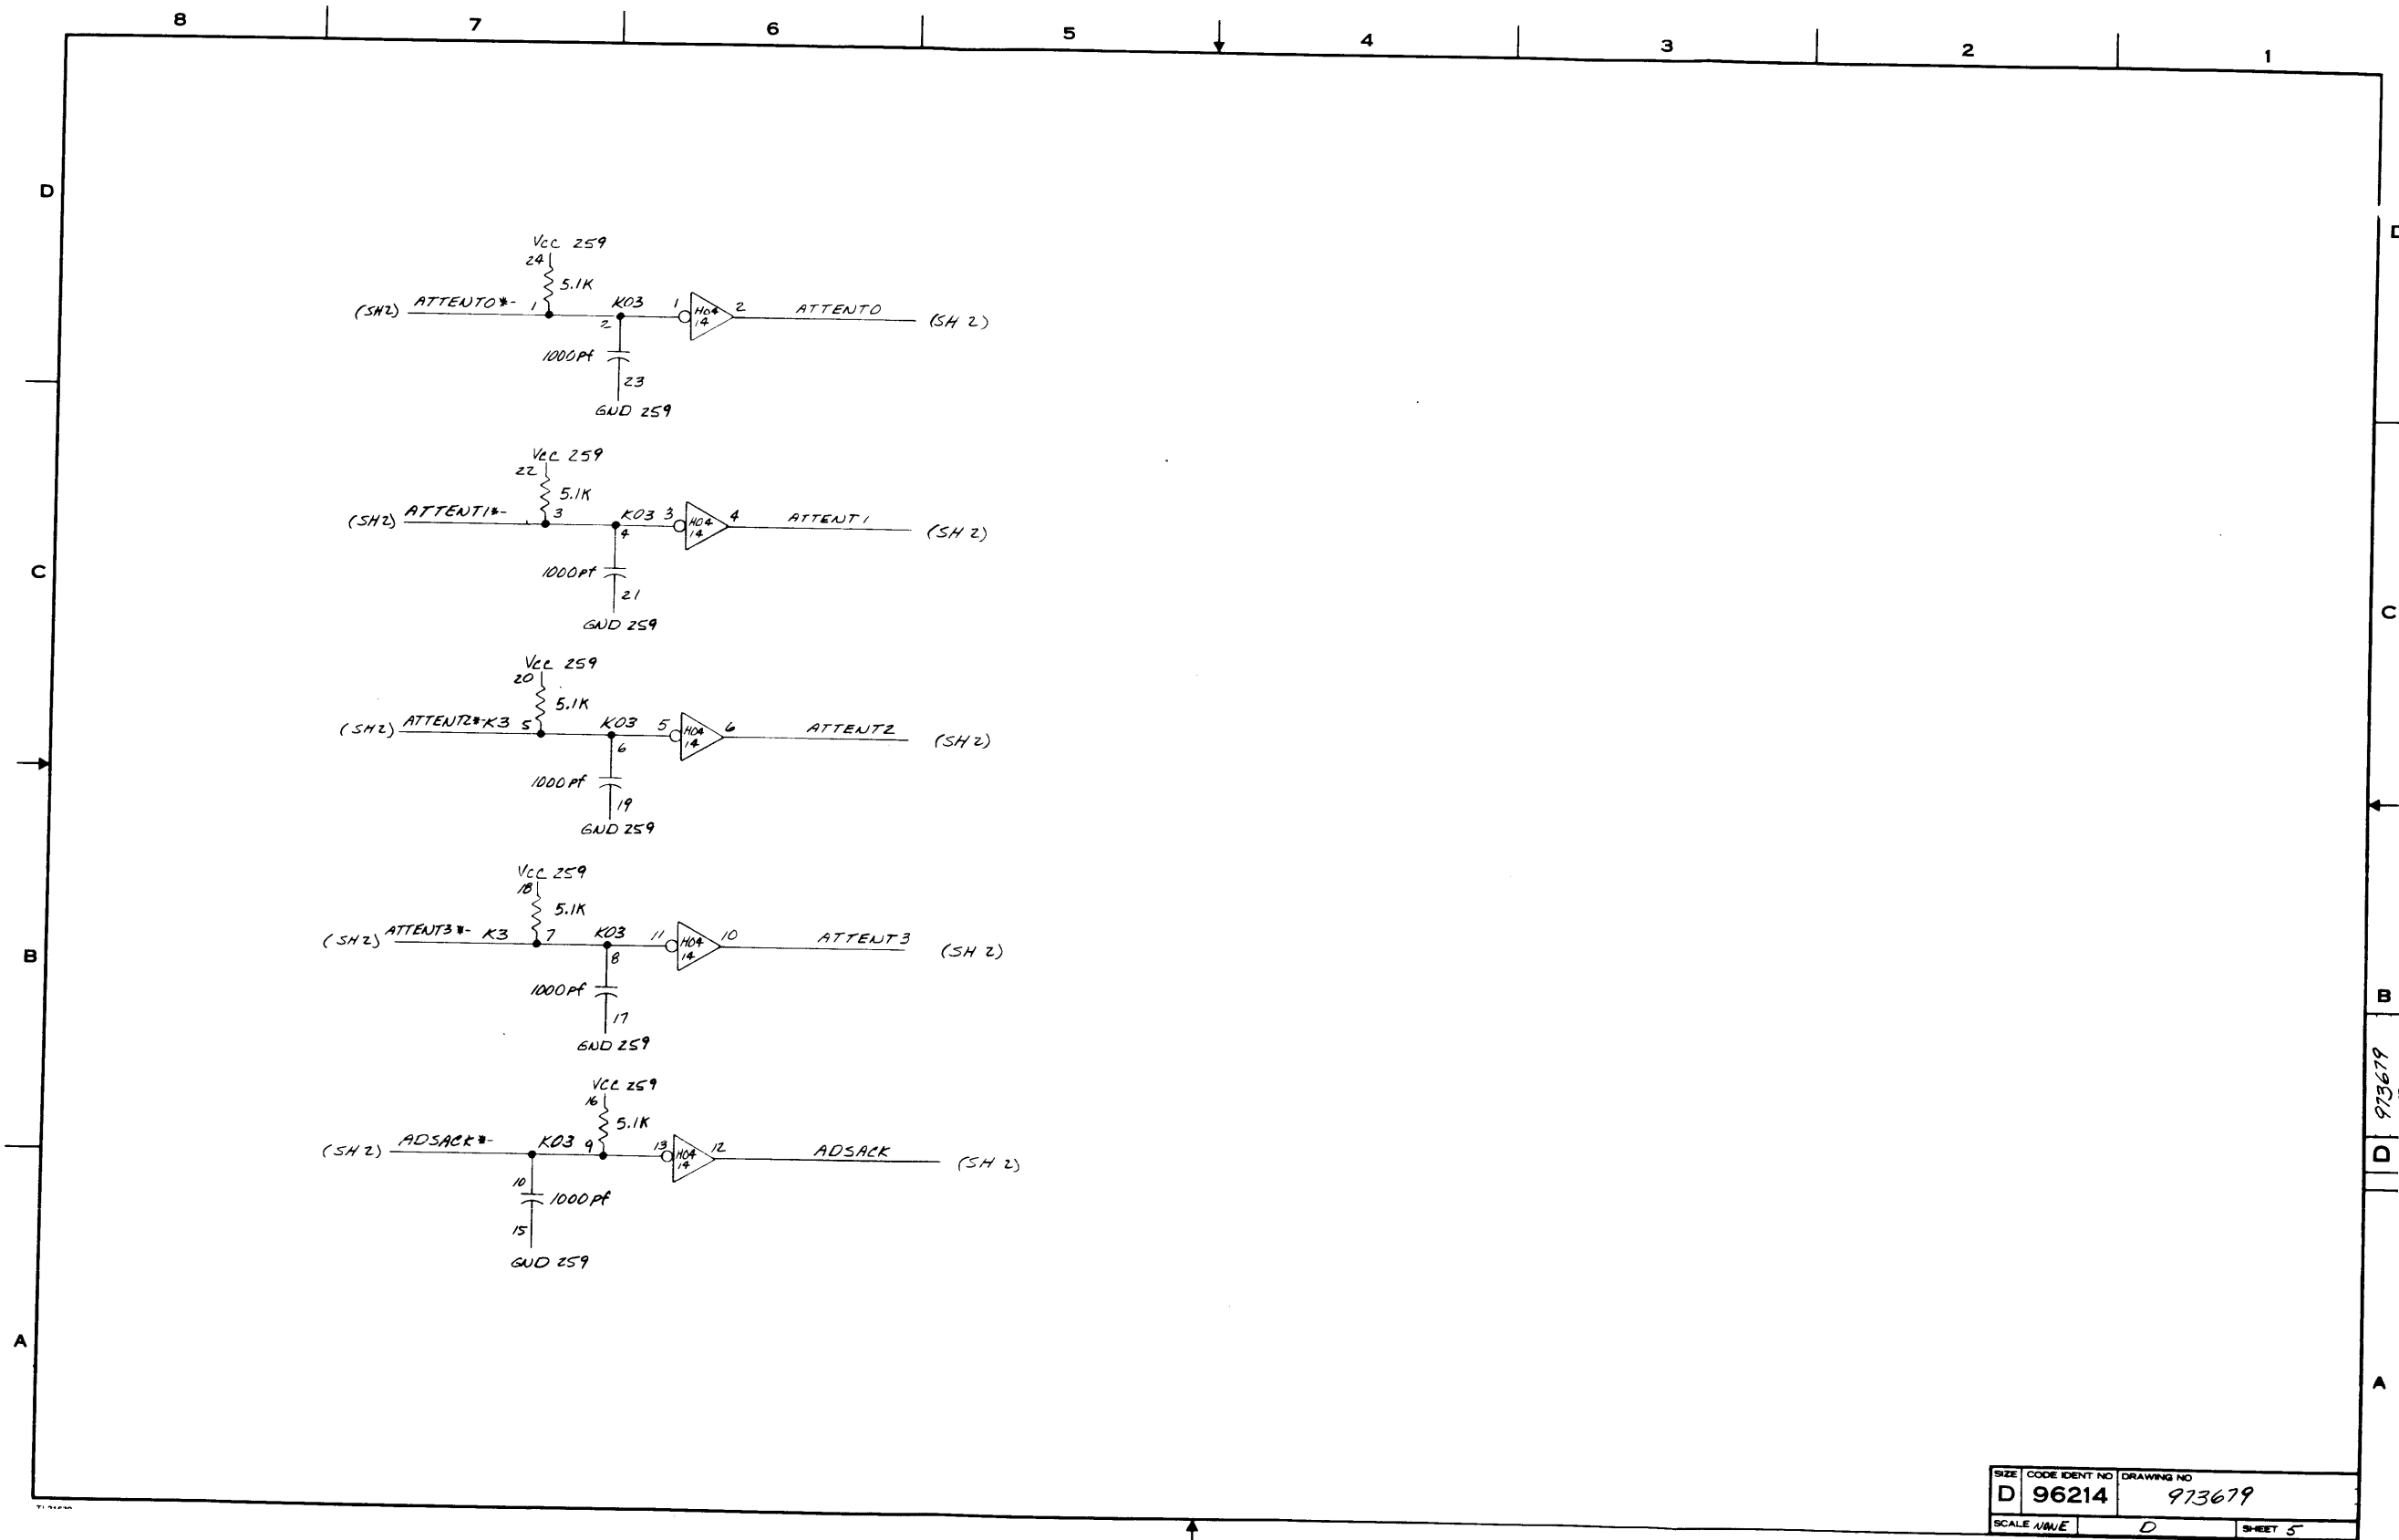 8 7 6 5 4 3 2 1
D
D
Vcc 259
24
5.1K
(SH2) ATTENT0*- 1 K03 1 H04 14 2 ATTENT0 (SH 2)
2
1000pf
23
GND 259
Vcc 259
22
5.1K
(SH2) ATTENT1*- 3 K03 3 H04 14 4 ATTENT1 (SH 2)
4
C
1000pf
21
C
GND 259
Vcc 259
20
5.1K
(SH2) ATTENT2*K3 5 K03 5 H04 14 6 ATTENT2 (SH 2)
6
1000pf
19
GND 259
Vcc 259
18
5.1K
(SH2) ATTENT3*- K3 7 K03 11 H04 14 10 ATTENT3 (SH 2)
B
8
1000pf
B
17
GND 259
973679
VCC 259
16
5.1K
(SH2) ADSACK*- K03 9 13 H04 14 12 ADSACK (SH 2)
D
10
1000pf
15
GND 259
A
A
SIZE CODE IDENT NO DRAWING NO
D 96214 973679
SCALE NONE D SHEET 5